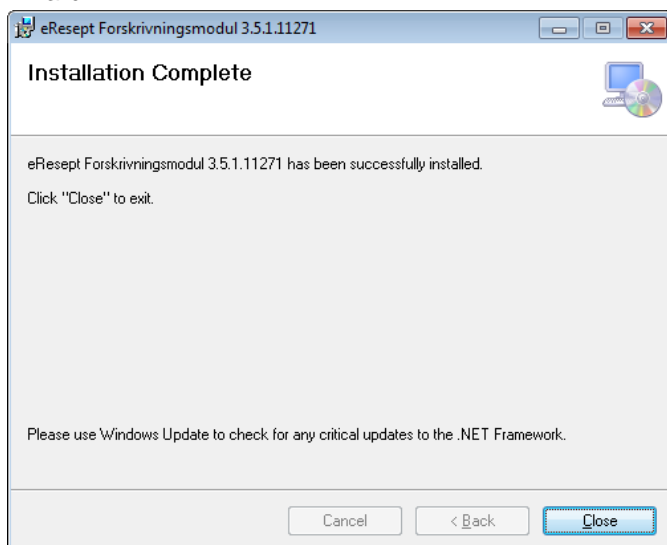 eResept Forskrivningsmodul 3.5.1.11271
Installation Complete
eResept Forskrivningsmodul 3.5.1.11271 has been successfully installed.
Click "Close" to exit.
Please use Windows Update to check for any critical updates to the .NET Framework.
Cancel
< Back
Close